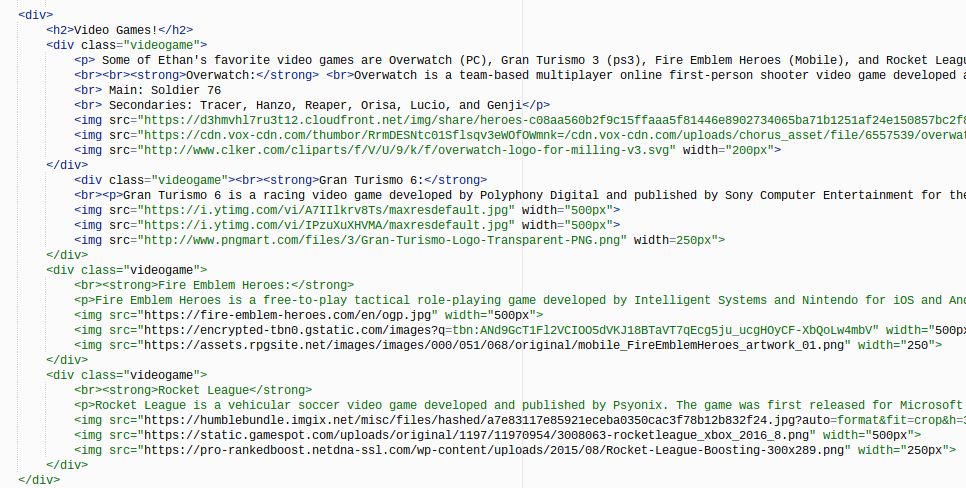 <div>
<h2>Video Games!</h2>
<div class="videogame">
<p> Some of Ethan's favorite video games are Overwatch (PC), Gran Turismo 3 (ps3), Fire Emblem Heroes (Mobile), and Rocket Leagu
<br><br><strong>Overwatch:</strong> <br>Overwatch is a team-based multiplayer online first-person shooter video game developed a
<br> Main: Soldier 76
<br> Secondaries: Tracer, Hanzo, Reaper, Orisa, Lucio, and Genji</p>
<img src="https://d3hmvhl7ru3t12.cloudfront.net/img/share/heroes-c08aa560b2f9c15ffaaa5f81446e8902734065ba71b1251af24e150857bc2f8
<img src="https://cdn.vox-cdn.com/thumbor/RrmDESNtc01Sflsqv3eWOfOWmnk=/cdn.vox-cdn.com/uploads/chorus_asset/file/6557539/overwat
<img src="http://www.clker.com/cliparts/f/V/U/9/k/f/overwatch-logo-for-milling-v3.svg" width="200px">
</div>
<div class="videogame"><br><strong>Gran Turismo 6:</strong>
<br><p>Gran Turismo 6 is a racing video game developed by Polyphony Digital and published by Sony Computer Entertainment for the
<img src="https://i.ytimg.com/vi/A7IIlkrv8Ts/maxresdefault.jpg" width="500px">
<img src="https://i.ytimg.com/vi/IPzuXuXHVMA/maxresdefault.jpg" width="500px">
<img src="http://www.pngmart.com/files/3/Gran-Turismo-Logo-Transparent-PNG.png" width=250px">
</div>
<div class="videogame">
<br><strong>Fire Emblem Heroes:</strong>
<p>Fire Emblem Heroes is a free-to-play tactical role-playing game developed by Intelligent Systems and Nintendo for iOS and And
<img src="https://fire-emblem-heroes.com/en/ogp.jpg" width="500px">
<img src="https://encrypted-tbn0.gstatic.com/images?q=tbn:ANd9GcT1Fl2VCIOO5dVKJ18BTaVT7qEcg5ju_ucgHOyCF-XbQoLw4mbV" width="500px
<img src="https://assets.rpgsite.net/images/images/000/051/068/original/mobile_FireEmblemHeroes_artwork_01.png" width="250">
</div>
<div class="videogame">
<br><strong>Rocket League</strong>
<p>Rocket League is a vehicular soccer video game developed and published by Psyonix. The game was first released for Microsoft
<img src="https://humblebundle.imgix.net/misc/files/hashed/a7e83117e85921eceba0350cac3f78b12b832f24.jpg?auto=format&fit=crop&h=3
<img src="https://static.gamespot.com/uploads/original/1197/11970954/3008063-rocketleague_xbox_2016_8.png" width="500px">
<img src="https://pro-rankedboost.netdna-ssl.com/wp-content/uploads/2015/08/Rocket-League-Boosting-300x289.png" width="250px">
</div>
</div>